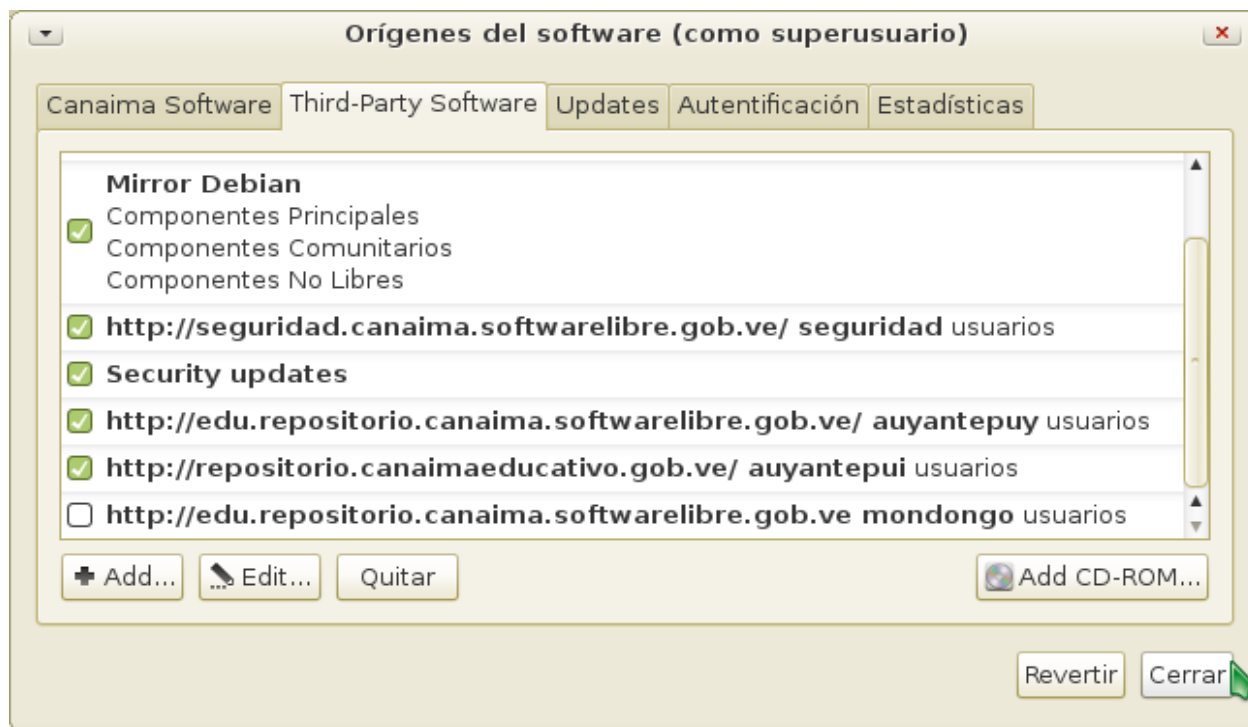 Orígenes del software (como superusuario)
Canaima Software Third-Party Software Updates Autentificación Estadísticas
Mirror Debian
Componentes Principales
Componentes Comunitarios
Componentes No Libres
http://seguridad.canaima.softwarelibre.gob.ve/ seguridad usuarios
Security updates
http://edu.repositorio.canaima.softwarelibre.gob.ve/ auyantepuy usuarios
http://repositorio.canaimaeducativo.gob.ve/ auyantepui usuarios
http://edu.repositorio.canaima.softwarelibre.gob.ve mondongo usuarios
Add... Edit... Quitar Add CD-ROM...
Revertir Cerrar